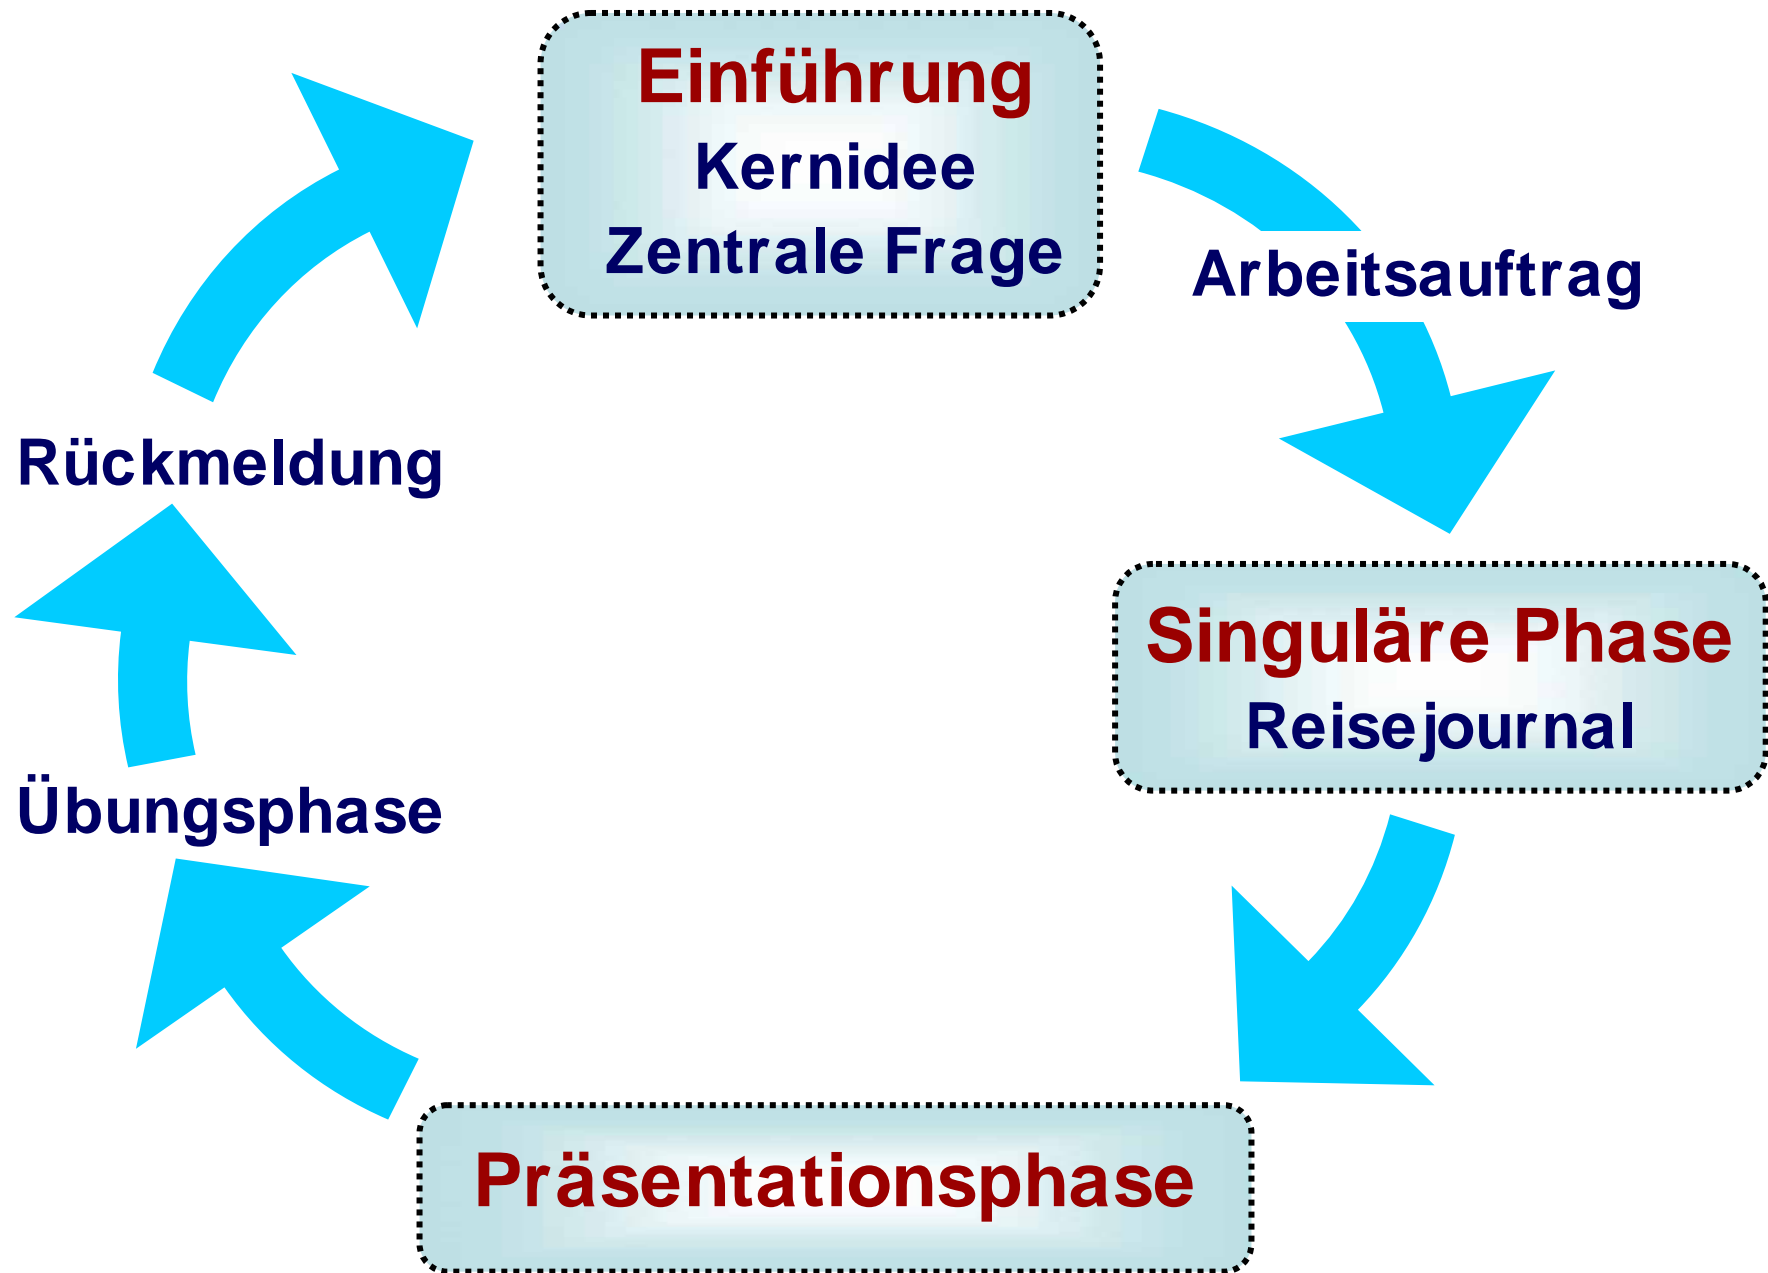 Einführung
Kernidee
Zentrale Frage
Arbeitsauftrag
Singuläre Phase
Reisejournal
Präsentationsphase
Übungsphase
Rückmeldung